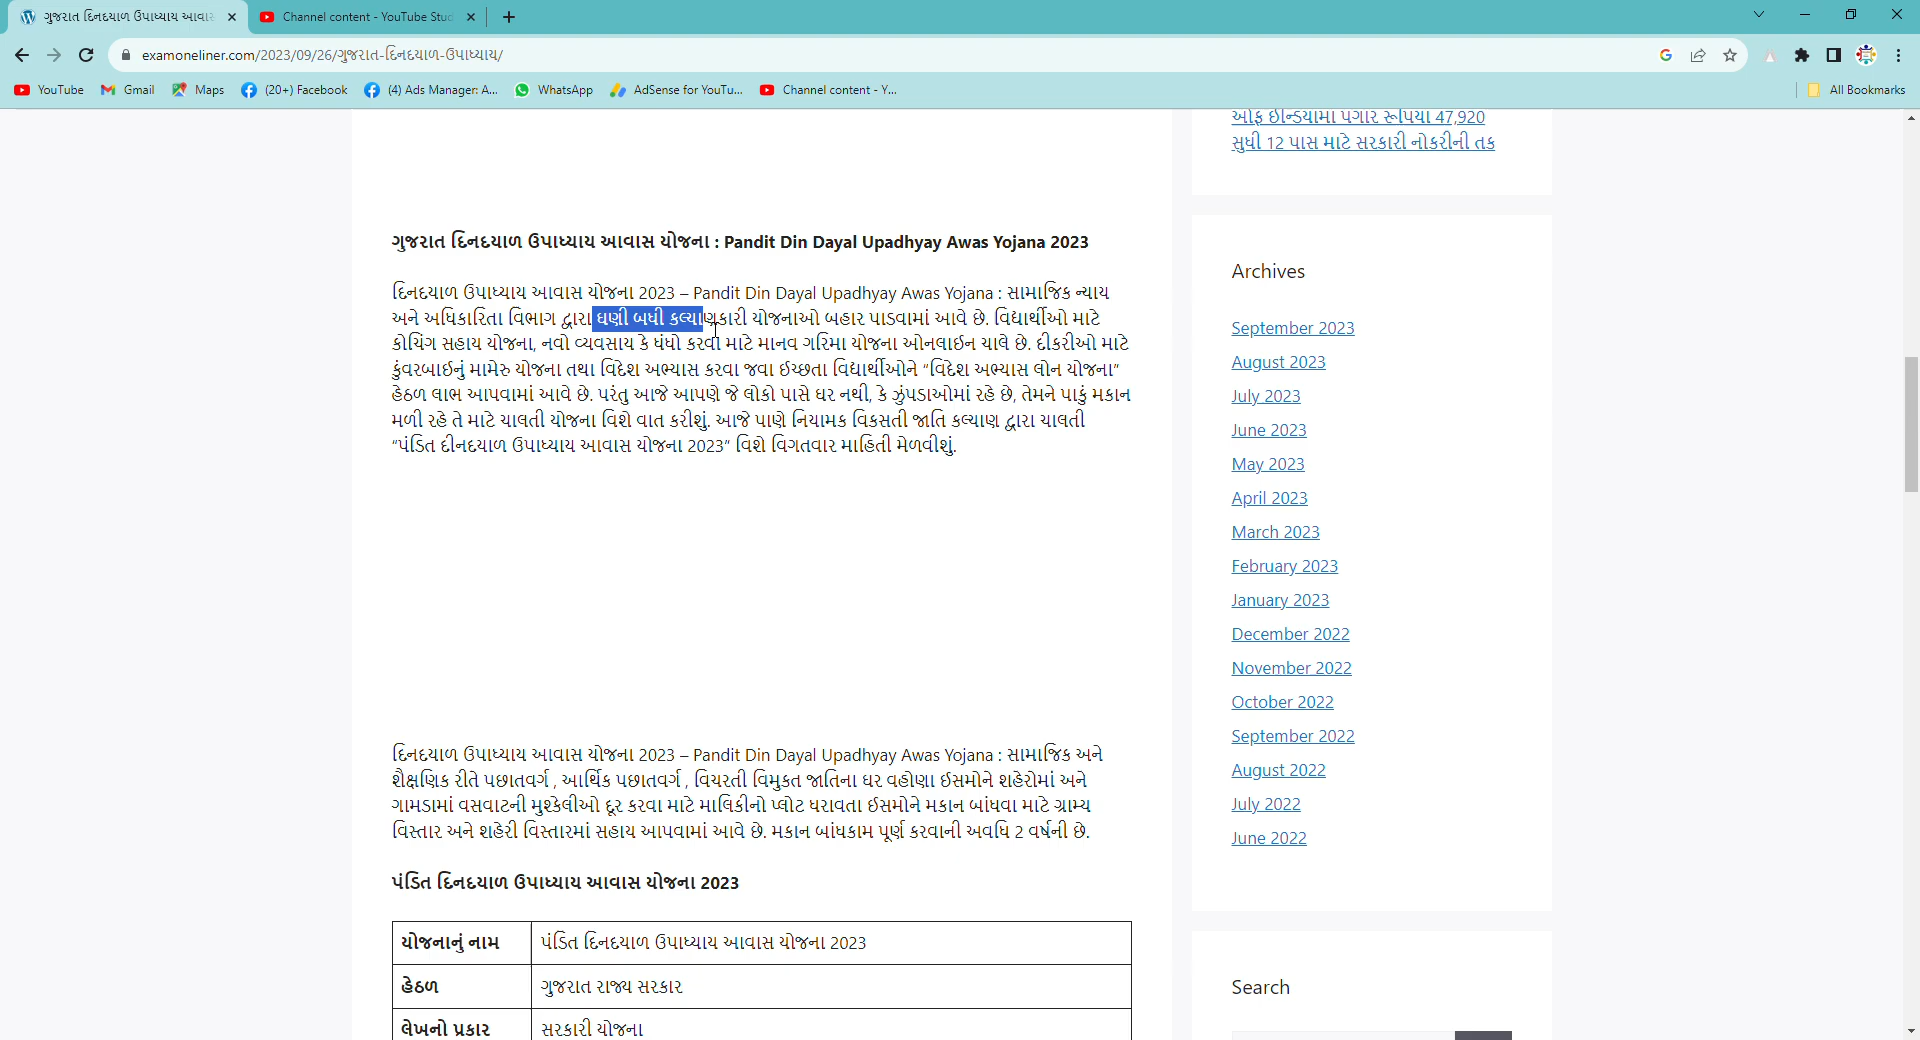 ગુજરાત દિનદયાળ ઉપાધ્યાય આવાસ
Channel content - YouTube Stuc
examoneliner.com/2023/09/26/ગુજરાત-દિનદયાળ-ઉપાધ્યાય/
YouTube
Gmail
Maps
(20+) Facebook
(4) Ads Manager: A...
WhatsApp
AdSense for YouTu...
Channel content - Y...
All Bookmarks
ઓફ ઈન્ડિયામાં પગાર રૂપિયા 47,920
સુધી 12 પાસ માટે સરકારી નોકરીની તક
ગુજરાત દિનદયાળ ઉપાધ્યાય આવાસ યોજના : Pandit Din Dayal Upadhyay Awas Yojana 2023
દિનદયાળ ઉપાધ્યાય આવાસ યોજના 2023 – Pandit Din Dayal Upadhyay Awas Yojana : સામાજિક ન્યાય
અને અધિકારિતા વિભાગ દ્વારા ઘણી બધી કલ્યાણકારી યોજનાઓ બહાર પાડવામાં આવે છે. વિદ્યાર્થીઓ માટે
કોચિંગ સહાય યોજના, નવો વ્યવસાય કે ધંધો કરવા માટે માનવ ગરિમા યોજના ઓનલાઈન ચાલે છે. દીકરીઓ માટે
કુંવરબાઈનું મામેરુ યોજના તથા વિદેશ અભ્યાસ કરવા જવા ઈચ્છતા વિદ્યાર્થીઓને “વિદેશ અભ્યાસ લોન યોજના”
હેઠળ લાભ આપવામાં આવે છે. પરંતુ આજે આપણે જે લોકો પાસે ઘર નથી, કે ઝુંપડાઓમાં રહે છે, તેમને પાકું મકાન
મળી રહે તે માટે ચાલતી યોજના વિશે વાત કરીશું. આજે પાણે નિયામક વિકસતી જાતિ કલ્યાણ દ્વારા ચાલતી
“પંડિત દીનદયાળ ઉપાધ્યાય આવાસ યોજના 2023” વિશે વિગતવાર માહિતી મેળવીશું.
દિનદયાળ ઉપાધ્યાય આવાસ યોજના 2023 – Pandit Din Dayal Upadhyay Awas Yojana : સામાજિક અને
શૈક્ષણિક રીતે પછાતવર્ગ , આર્થિક પછાતવર્ગ , વિચરતી વિમુકત જાતિના ઘર વહોણા ઈસમોને શહેરોમાં અને
ગામડામાં વસવાટની મુશ્કેલીઓ દૂર કરવા માટે માલિકીનો પ્લોટ ધરાવતા ઈસમોને મકાન બાંધવા માટે ગ્રામ્ય
વિસ્તાર અને શહેરી વિસ્તારમાં સહાય આપવામાં આવે છે. મકાન બાંધકામ પૂર્ણ કરવાની અવધિ 2 વર્ષની છે.
પંડિત દિનદયાળ ઉપાધ્યાય આવાસ યોજના 2023
યોજનાનું નામ પંડિત દિનદયાળ ઉપાધ્યાય આવાસ યોજના 2023
હેઠળ ગુજરાત રાજ્ય સરકાર
લેખનો પ્રકાર સરકારી યોજના
Archives
September 2023
August 2023
July 2023
June 2023
May 2023
April 2023
March 2023
February 2023
January 2023
December 2022
November 2022
October 2022
September 2022
August 2022
July 2022
June 2022
Search